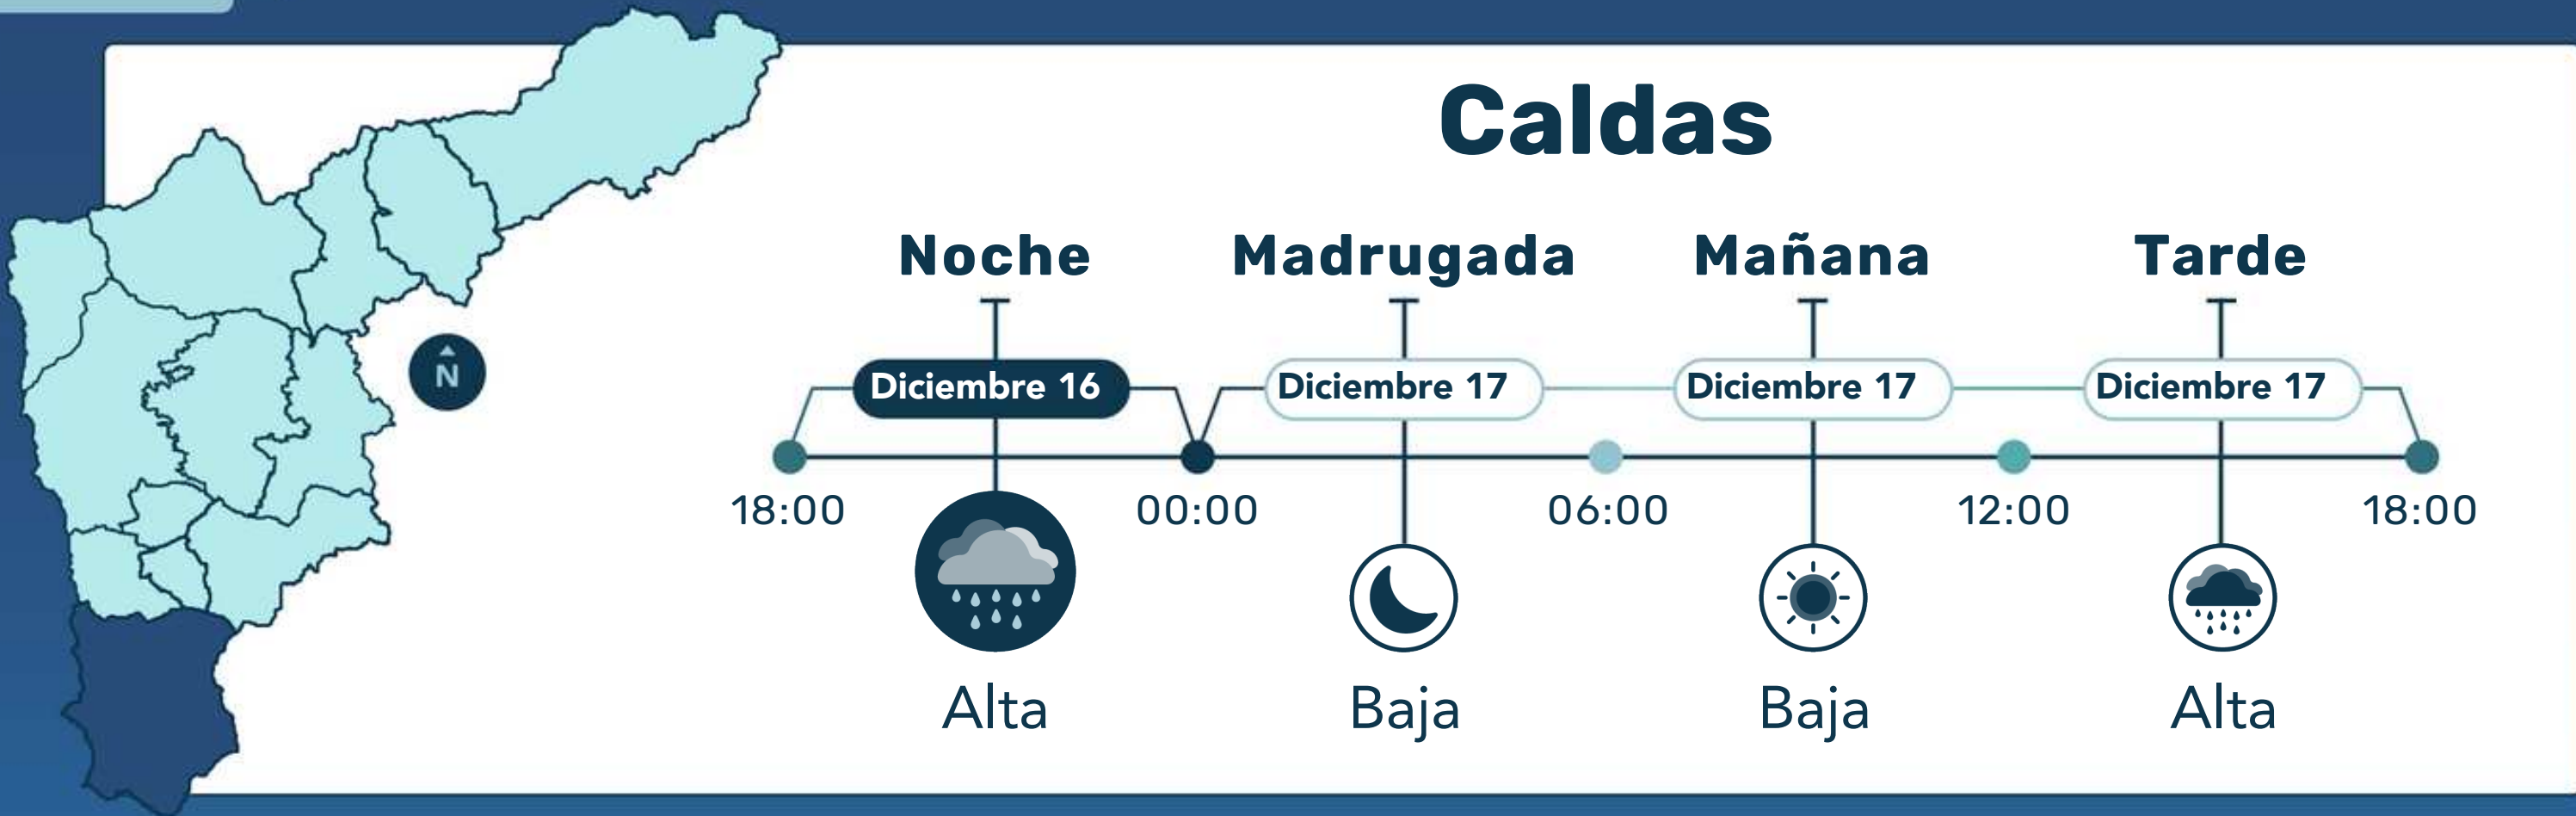 Caldas
Noche Madrugada Mañana Tarde
N
Diciembre 16 Diciembre 17 Diciembre 17 Diciembre 17
18:00 00:00 06:00 12:00 18:00
Alta Baja Baja Alta